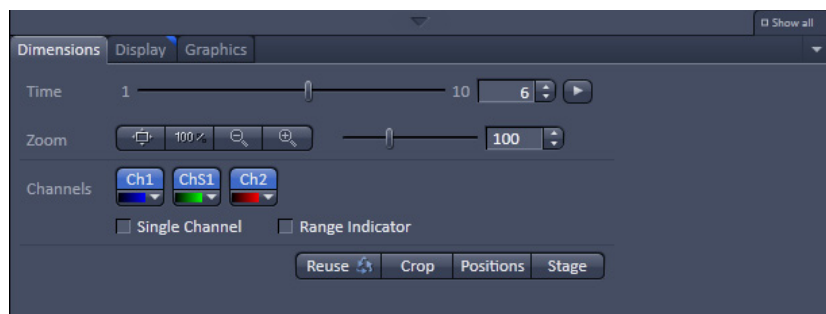 Show all
Dimensions Display Graphics
Time 1 10 6
Zoom 100% 100
Channels Ch1 ChS1 Ch2
Single Channel Range Indicator
Reuse Crop Positions Stage